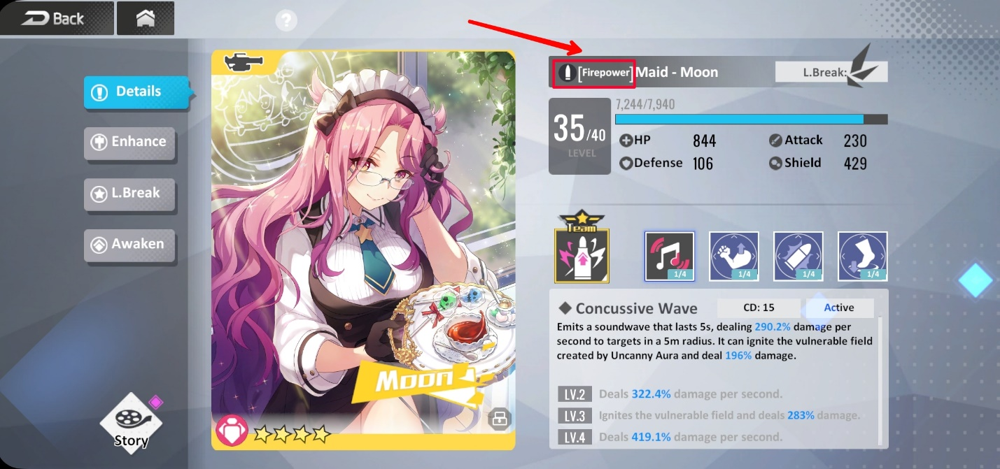 Back
?
Details
Enhance
L.Break
Awaken
Story
MOON
[Firepower] Maid - Moon
L.Break:
7,244/7,940
35/40
LEVEL
HP 844
Attack 230
Defense 106
Shield 429
Team
1/4
1/4
1/4
1/4
Concussive Wave
CD: 15
Active
Emits a soundwave that lasts 5s, dealing 290.2% damage per
second to targets in a 5m radius. It can ignite the vulnerable field
created by Uncanny Aura and deal 196% damage.
LV.2 Deals 322.4% damage per second.
LV.3 Ignites the vulnerable field and deals 283% damage.
LV.4 Deals 419.1% damage per second.